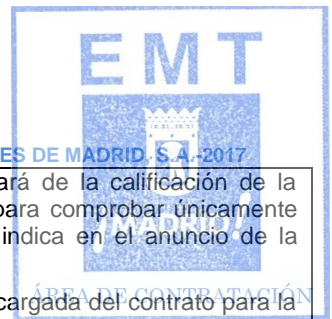 EMT
ES DE MADRID, S.A.-2017
ará de la calificación de la
para comprobar únicamente
indica en el anuncio de la
¡MADRID!
ÁREA DE CONTRATACIÓN
cargada del contrato para la